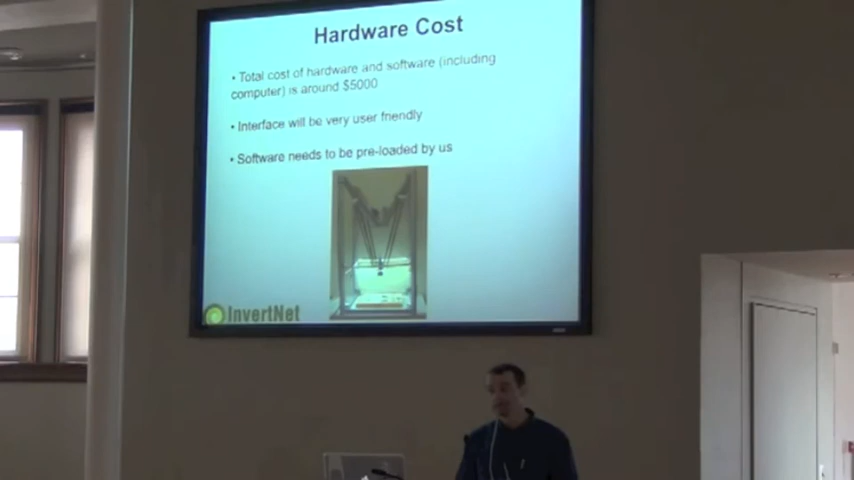 Hardware Cost
• Total cost of hardware and software (including
computer) is around $5000
• Interface will be very user friendly
• Software needs to be pre-loaded by us
InvertNet